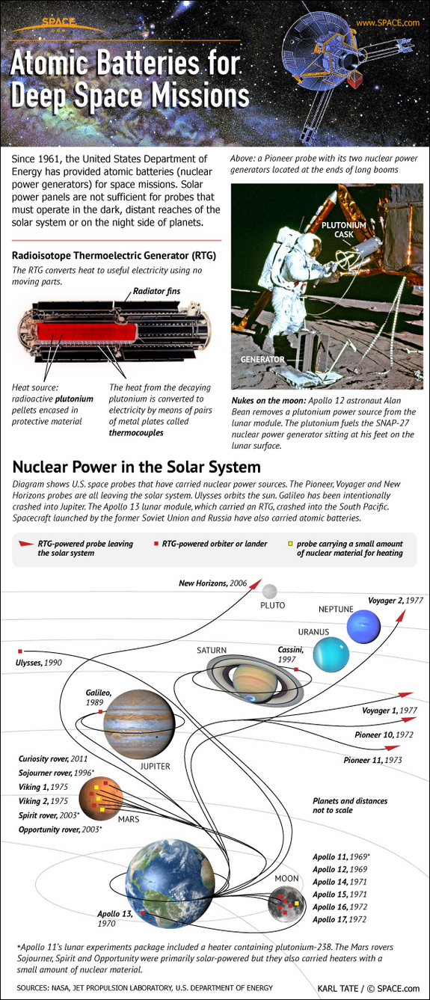 SPACE
.COM
www.SPACE.com
Atomic Batteries for
Deep Space Missions
Since 1961, the United States Department of
Energy has provided atomic batteries (nuclear
power generators) for space missions. Solar
power panels are not sufficient for probes that
must operate in the dark, distant reaches of the
solar system or on the night side of planets.
Above: a Pioneer probe with its two nuclear power
generators located at the ends of long booms
PLUTONIUM
CASK
GENERATOR
Radioisotope Thermoelectric Generator (RTG)
The RTG converts heat to useful electricity using no
moving parts.
Radiator fins
Heat source:
radioactive plutonium
pellets encased in
protective material
The heat from the decaying
plutonium is converted to
electricity by means of pairs
of metal plates called
thermocouples
Nukes on the moon: Apollo 12 astronaut Alan
Bean removes a plutonium power source from the
lunar module. The plutonium fuels the SNAP-27
nuclear power generator sitting at his feet on the
lunar surface.
Nuclear Power in the Solar System
Diagram shows U.S. space probes that have carried nuclear power sources. The Pioneer, Voyager and New
Horizons probes are all leaving the solar system. Ulysses orbits the sun. Galileo has been intentionally
crashed into Jupiter. The Apollo 13 lunar module, which carried an RTG, crashed into the South Pacific.
Spacecraft launched by the former Soviet Union and Russia have also carried atomic batteries.
RTG-powered probe leaving
the solar system
RTG-powered orbiter or lander
probe carrying a small amount
of nuclear material for heating
New Horizons, 2006
PLUTO
Voyager 2, 1977
NEPTUNE
URANUS
SATURN
Cassini,
1997
Ulysses, 1990
Galileo,
1989
JUPITER
Voyager 1, 1977
Pioneer 10, 1972
Pioneer 11, 1973
Curiosity rover, 2011
Sojourner rover, 1996*
Viking 1, 1975
Viking 2, 1975
Spirit rover, 2003*
Opportunity rover, 2003*
MARS
Planets and distances
not to scale
MOON
Apollo 11, 1969*
Apollo 12, 1969
Apollo 14, 1971
Apollo 15, 1971
Apollo 16, 1972
Apollo 17, 1972
Apollo 13,
1970
*Apollo 11's lunar experiments package included a heater containing plutonium-238. The Mars rovers
Sojourner, Spirit and Opportunity were primarily solar-powered but they also carried heaters with a
small amount of nuclear material.
SOURCES: NASA, JET PROPULSION LABORATORY, U.S. DEPARTMENT OF ENERGY
KARL TATE / © SPACE.com